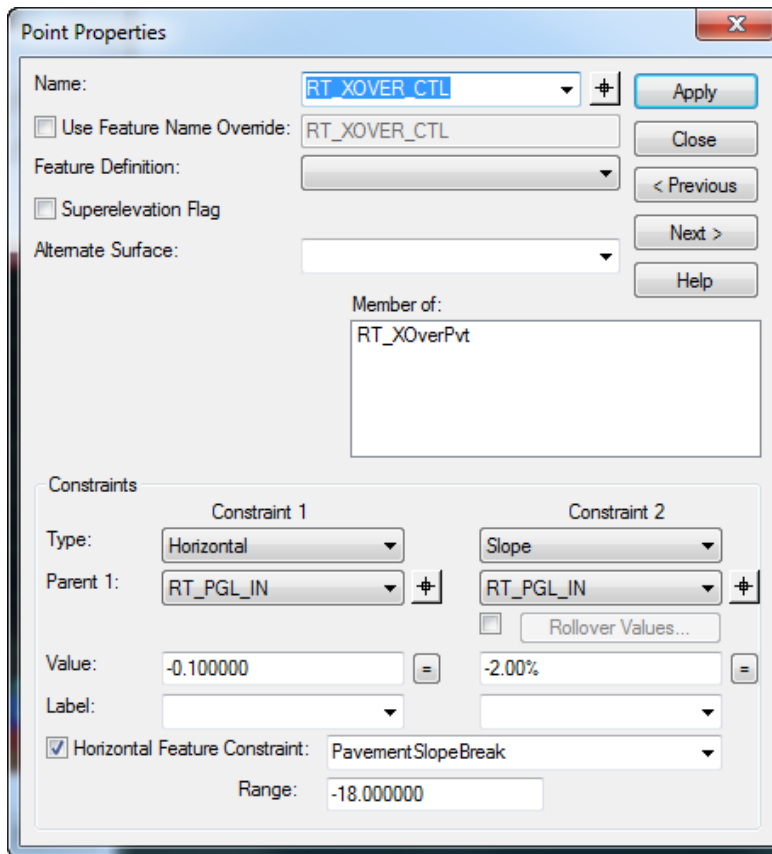 Point Properties
Name: RT_XOVER_CTL
Apply
Use Feature Name Override: RT_XOVER_CTL
Close
Feature Definition:
< Previous
Superelevation Flag
Next >
Alternate Surface:
Help
Member of:
RT_XOverPvt
Constraints
Constraint 1 Constraint 2
Type: Horizontal Slope
Parent 1: RT_PGL_IN RT_PGL_IN
Rollover Values...
Value: -0.100000 = -2.00% =
Label:
Horizontal Feature Constraint: PavementSlopeBreak
Range: -18.000000